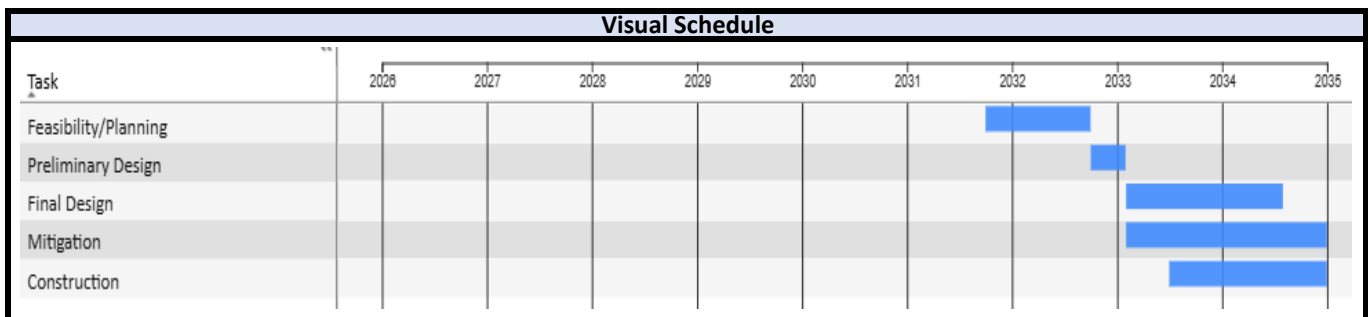 Visual Schedule
Task 2026 2027 2028 2029 2030 2031 2032 2033 2034 2035
Feasibility/Planning
Preliminary Design
Final Design
Mitigation
Construction